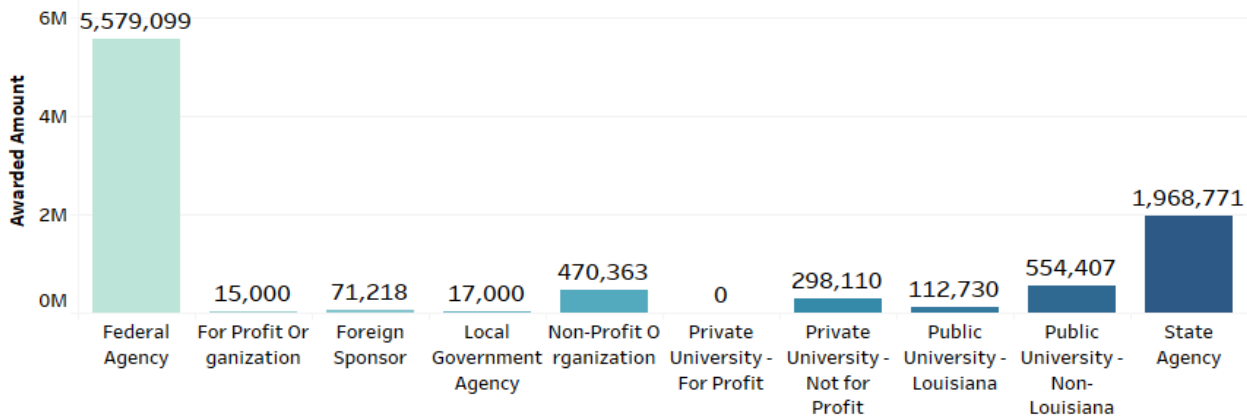 6M
5,579,099
4M
2M
0M
Awarded Amount
15,000
71,218
17,000
470,363
0
298,110
112,730
554,407
1,968,771
Federal
Agency
For Profit Or
ganization
Foreign
Sponsor
Local
Government
Agency
Non-Profit O
rganization
Private
University -
For Profit
Private
University -
Not for
Profit
Public
University -
Louisiana
Public
University -
Non-
Louisiana
State
Agency